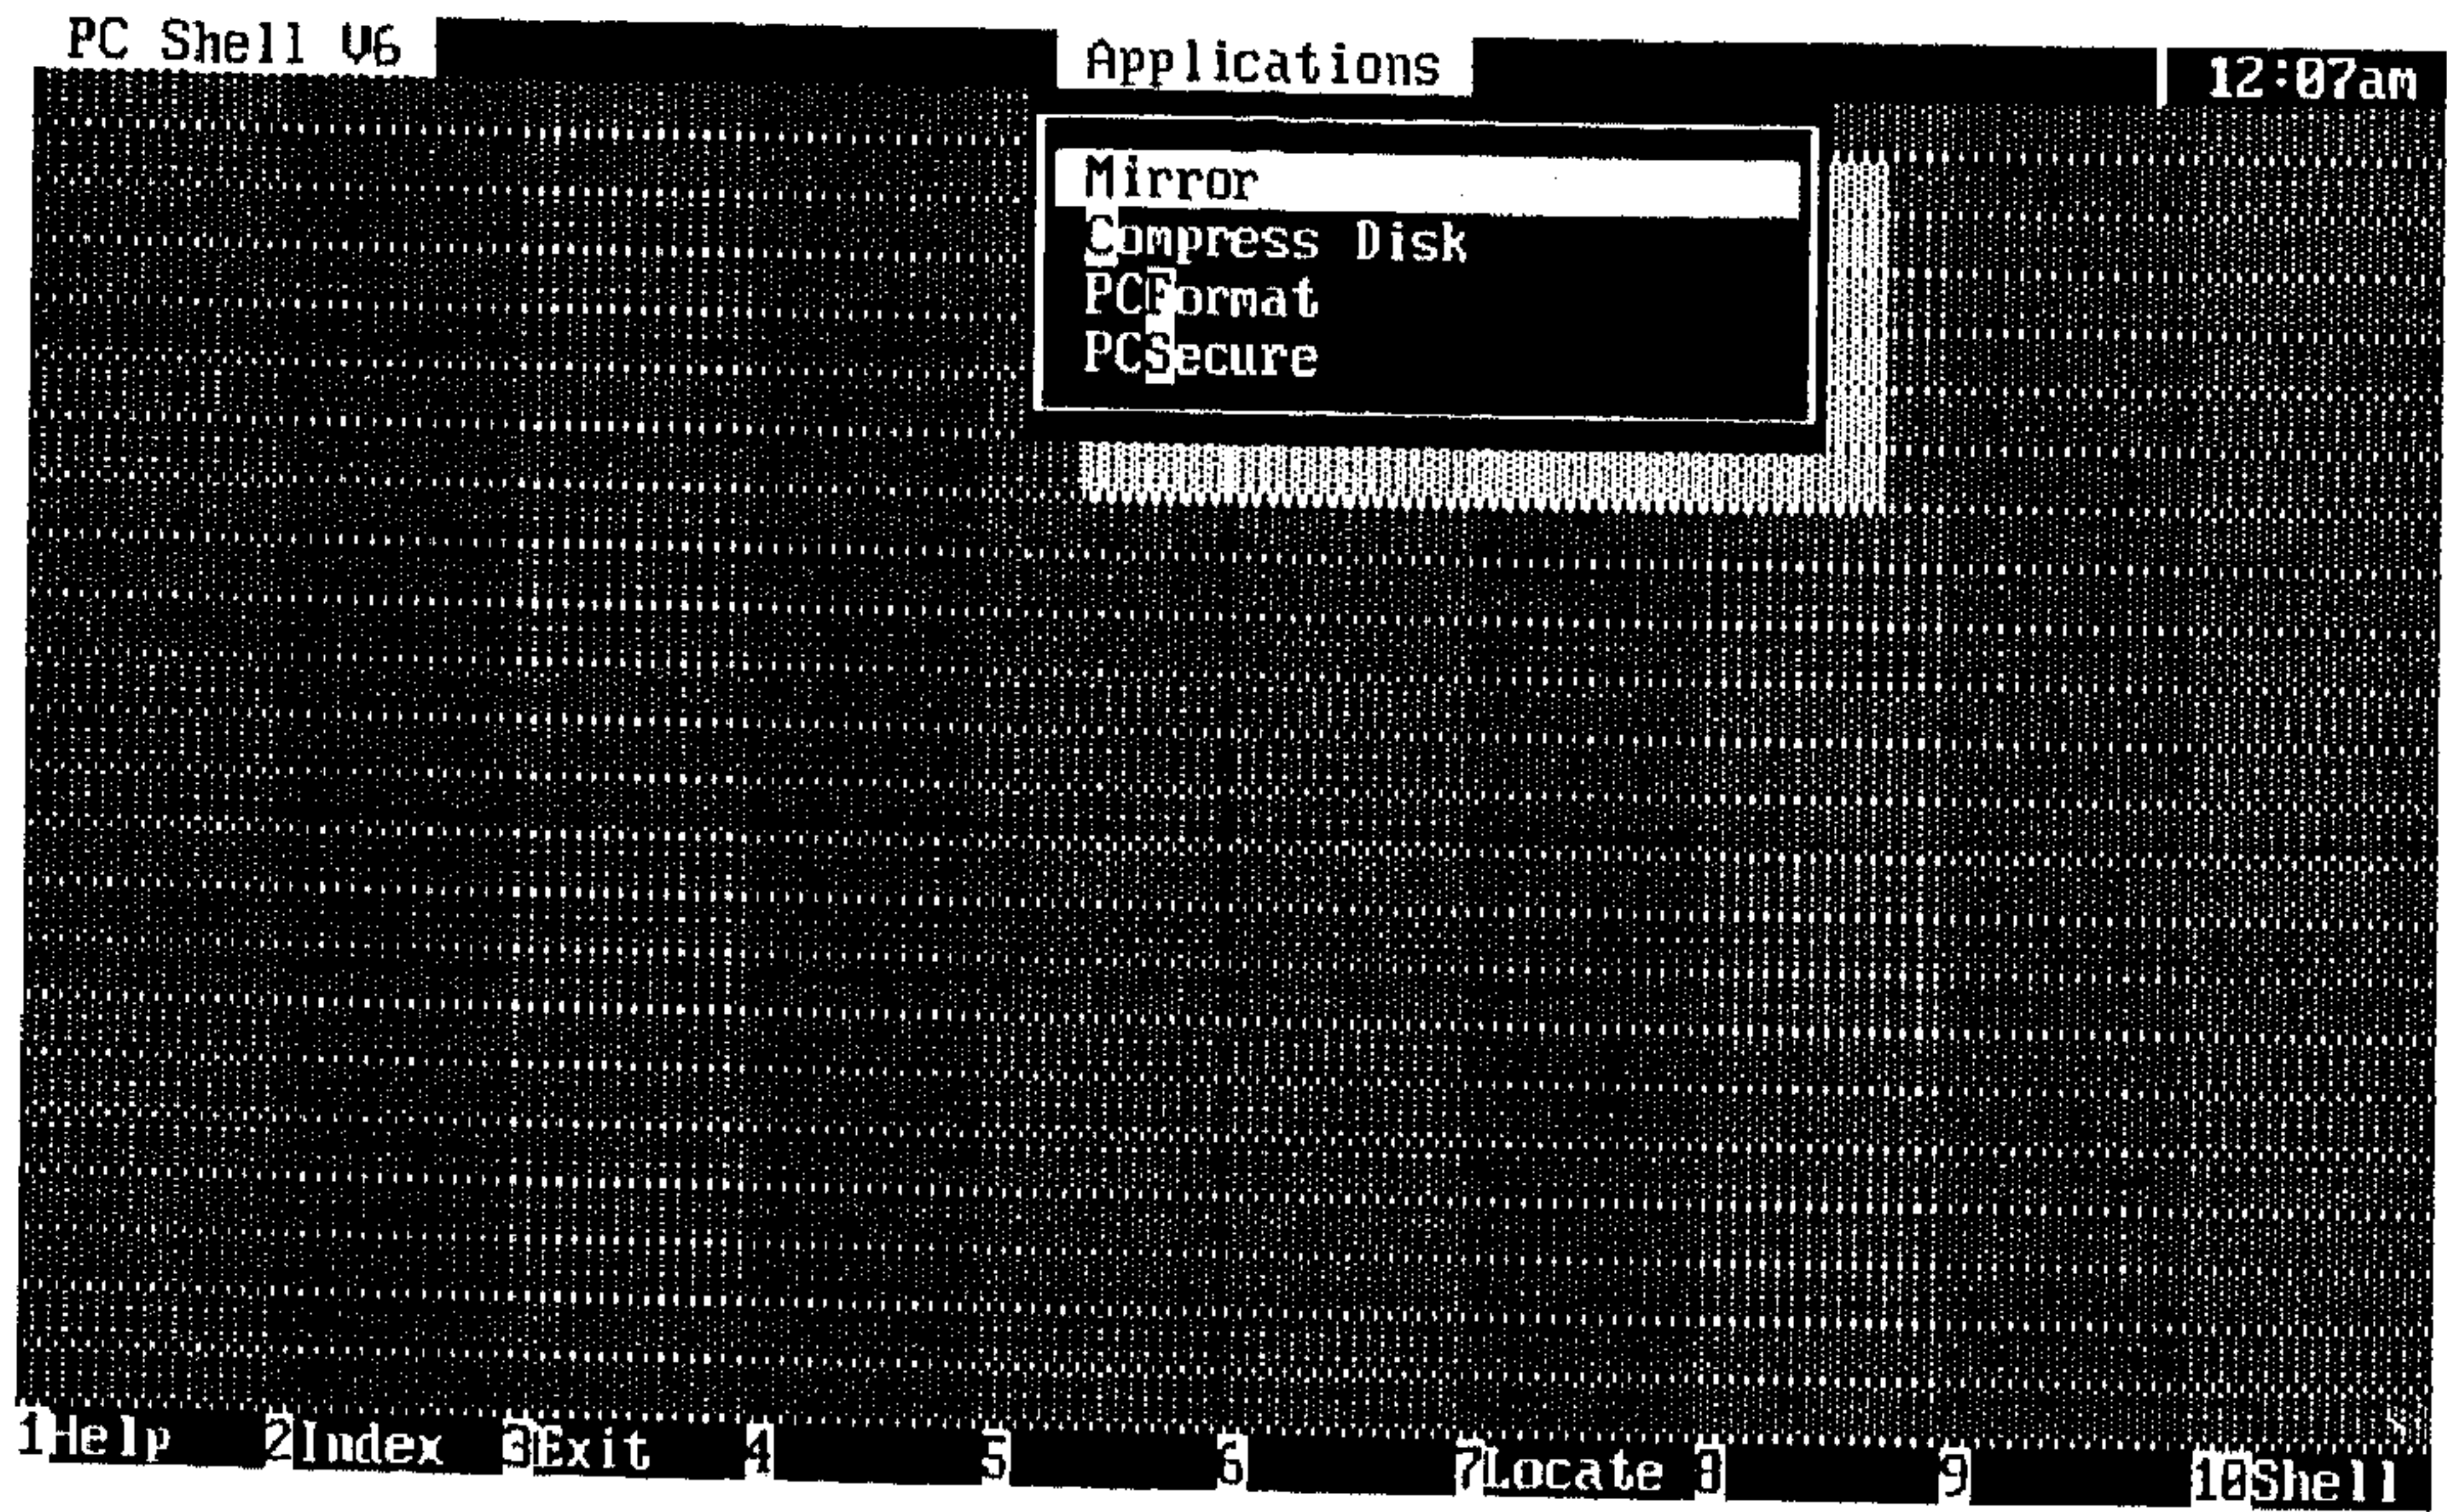 PC Shell V6 Applications 12:07am
Mirror
Compress Disk
PCFormat
PCSecure
1Help 2Index 3Exit 4 5 6 7Locate 8 9 10Shell